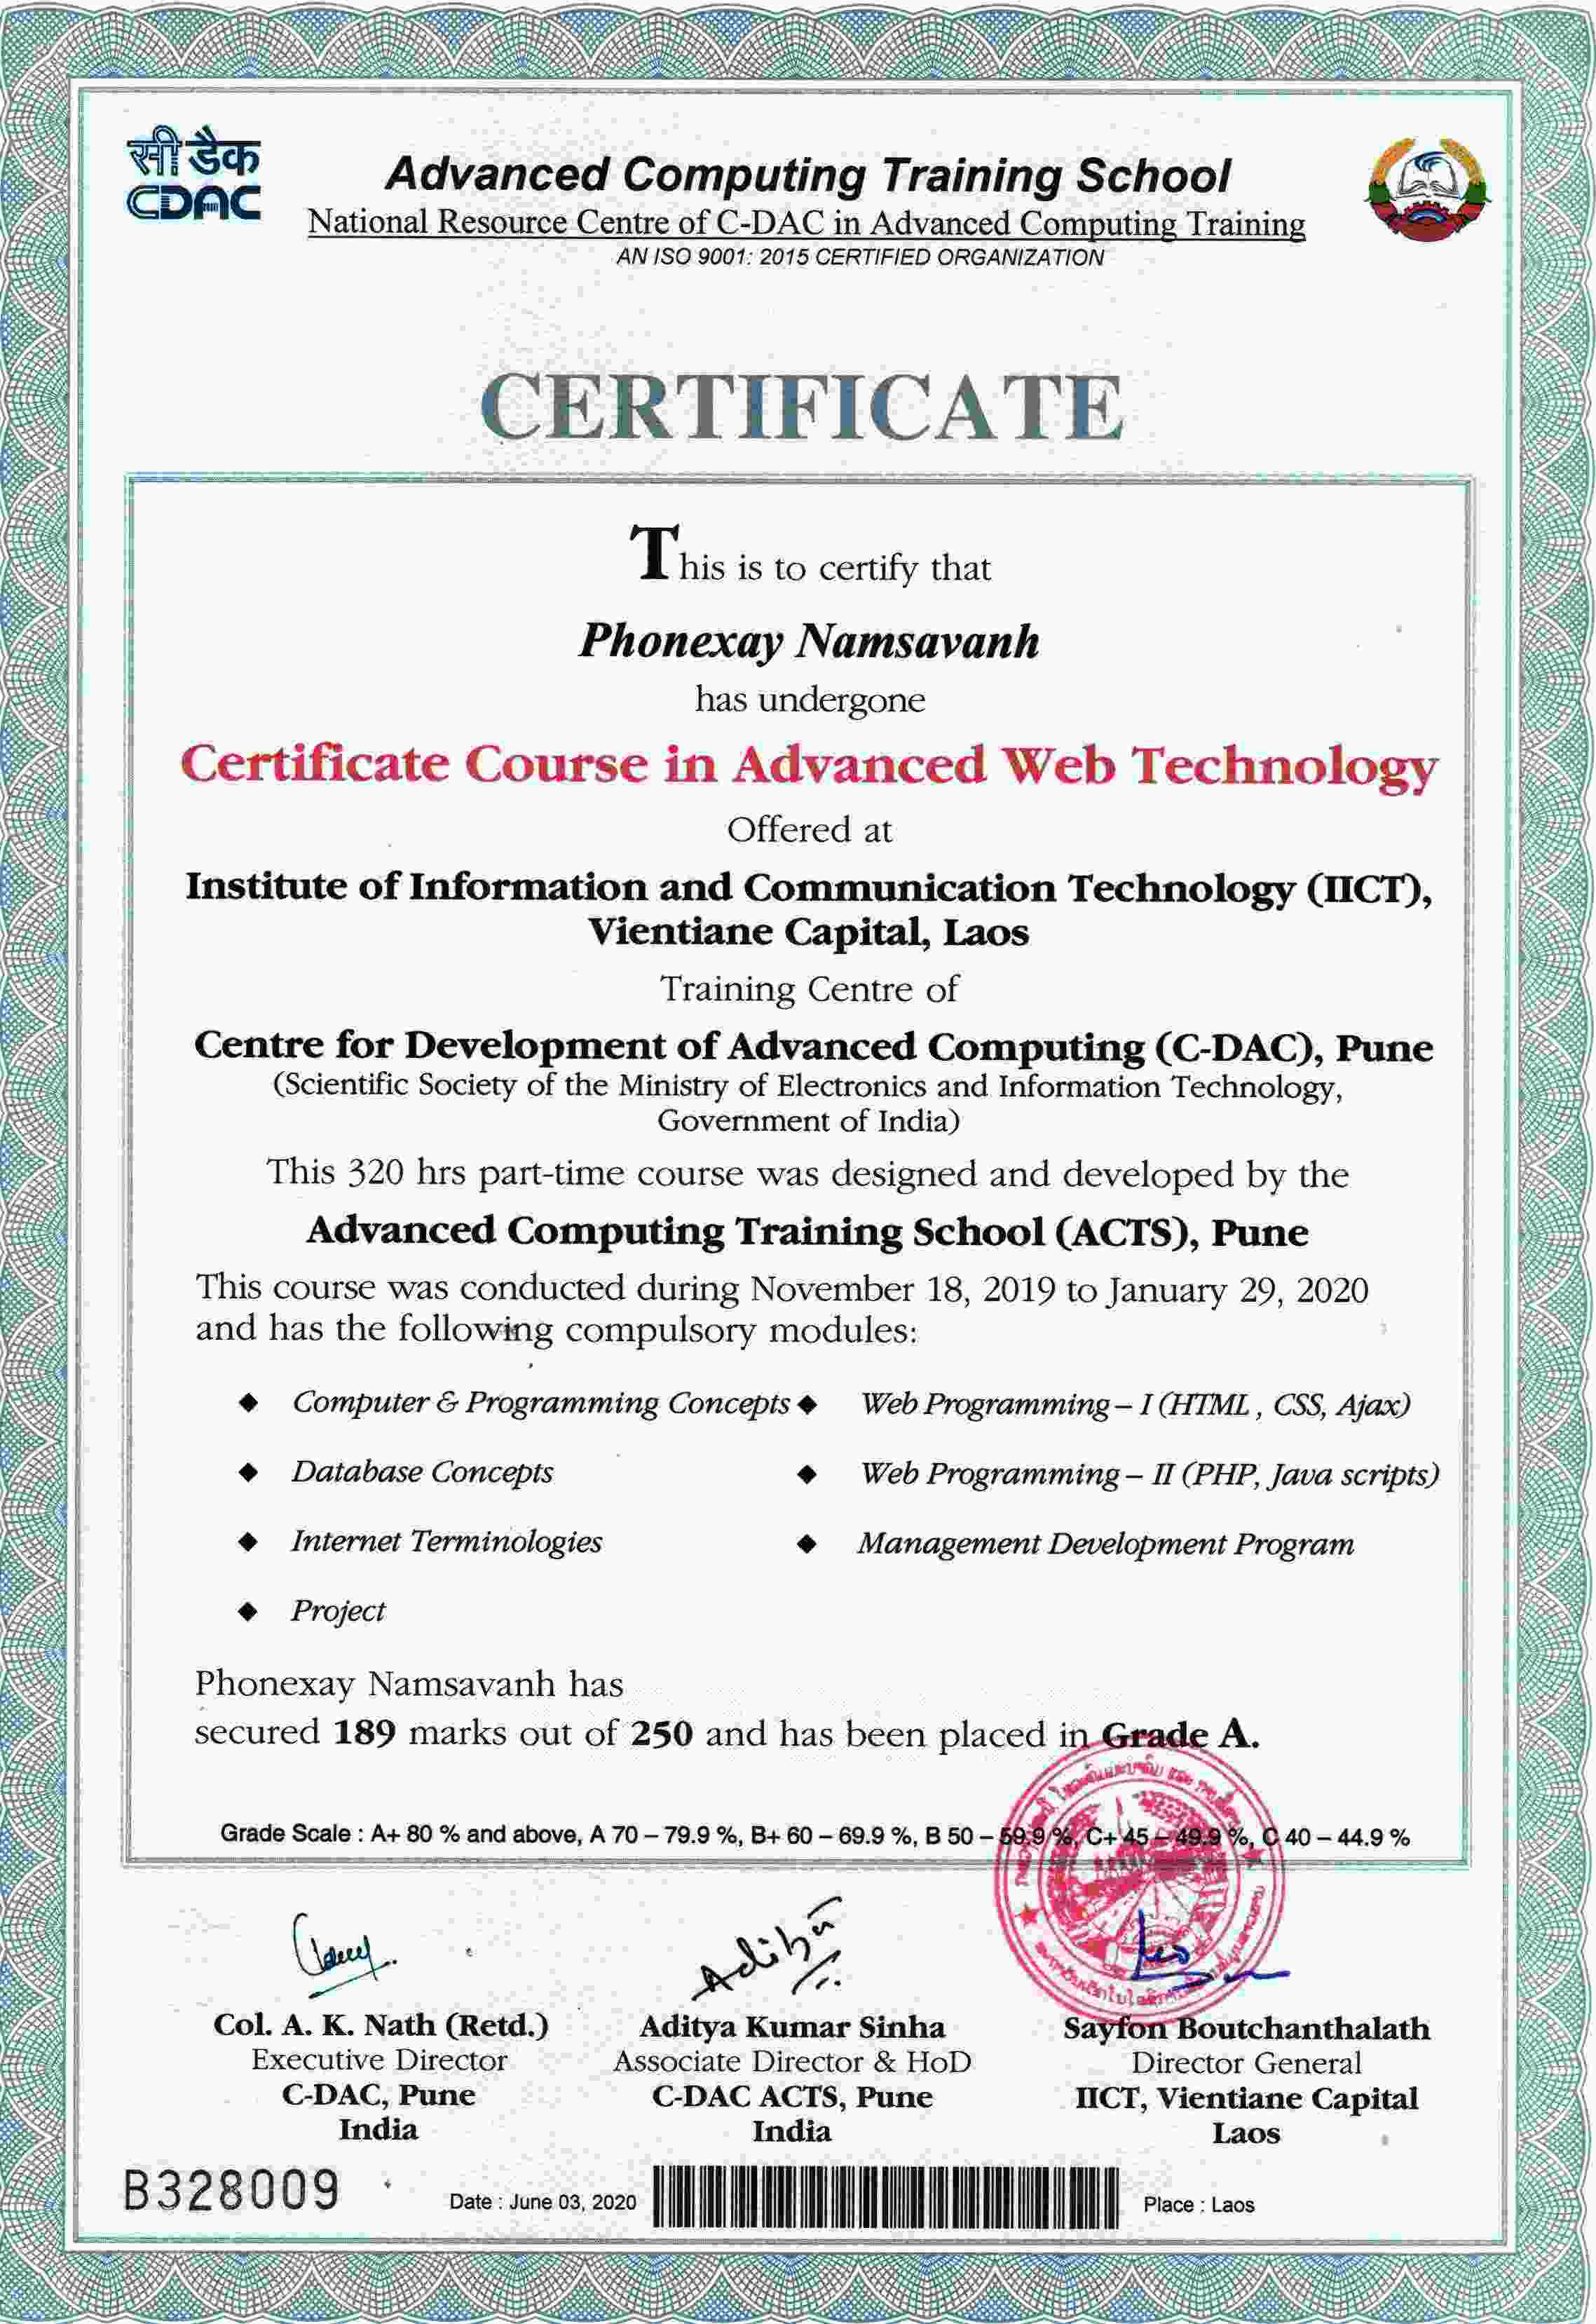 सी डैक
CDAC
Advanced Computing Training School
National Resource Centre of C-DAC in Advanced Computing Training
AN ISO 9001: 2015 CERTIFIED ORGANIZATION
CERTIFICATE
This is to certify that
Phonexay Namsavanh
has undergone
Certificate Course in Advanced Web Technology
Offered at
Institute of Information and Communication Technology (IICT),
Vientiane Capital, Laos
Training Centre of
Centre for Development of Advanced Computing (C-DAC), Pune
(Scientific Society of the Ministry of Electronics and Information Technology,
Government of India)
This 320 hrs part-time course was designed and developed by the
Advanced Computing Training School (ACTS), Pune
This course was conducted during November 18, 2019 to January 29, 2020
and has the following compulsory modules:
◆ Computer & Programming Concepts ◆ Web Programming – I (HTML , CSS, Ajax)
◆ Database Concepts ◆ Web Programming – II (PHP, Java scripts)
◆ Internet Terminologies ◆ Management Development Program
◆ Project
Phonexay Namsavanh has
secured 189 marks out of 250 and has been placed in Grade A.
Grade Scale : A+ 80 % and above, A 70 – 79.9 %, B+ 60 – 69.9 %, B 50 – 59.9 %, C+ 45 – 49.9 %, C 40 – 44.9 %
Col. A. K. Nath (Retd.)
Executive Director
C-DAC, Pune
India
Aditya Kumar Sinha
Associate Director & HoD
C-DAC ACTS, Pune
India
Sayfon Boutchanthalath
Director General
IICT, Vientiane Capital
Laos
B328009
Date : June 03, 2020
Place : Laos